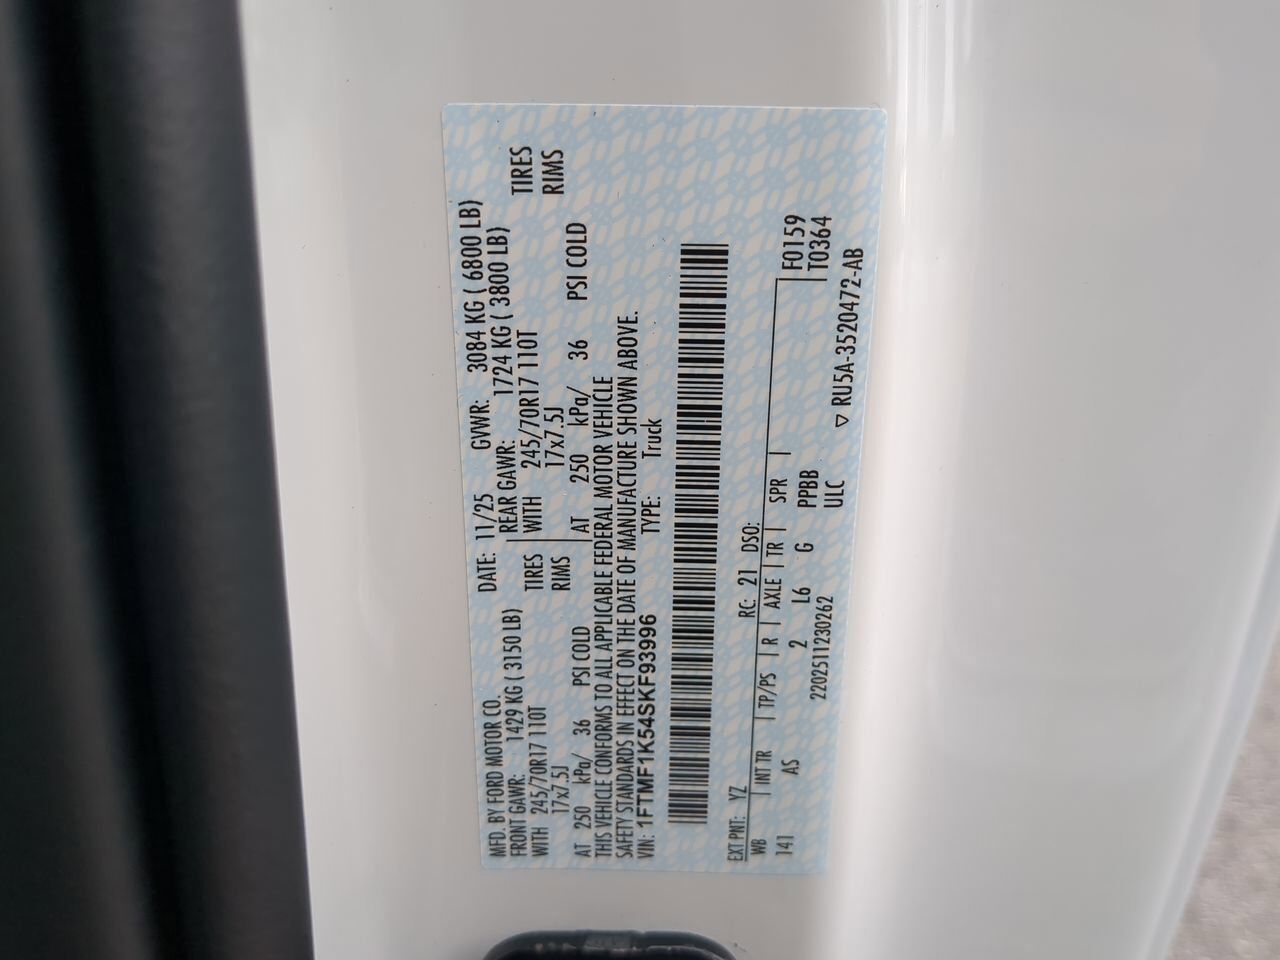 MFD. BY FORD MOTOR CO. DATE: 11/25 GVWR: 3084 KG ( 6800 LB)
FRONT GAWR: 1429 KG ( 3150 LB) REAR GAWR: 1724 KG ( 3800 LB)
WITH 245/70R17 110T TIRES WITH 245/70R17 110T TIRES
17x7.5J RIMS 17x7.5J RIMS
AT 250 kPa/ 36 PSI COLD AT 250 kPa/ 36 PSI COLD
THIS VEHICLE CONFORMS TO ALL APPLICABLE FEDERAL MOTOR VEHICLE
SAFETY STANDARDS IN EFFECT ON THE DATE OF MANUFACTURE SHOWN ABOVE.
VIN: 1FTMF1K54SKF93996 TYPE: Truck
EXT PNT: YZ RC: 21 DSO:
WB | INT TR | TP/PS | R | AXLE | TR | SPR | F0159
141 AS 2 L6 G PPBB T0364
2202511230262 ULC ▽ RU5A-3520472-AB